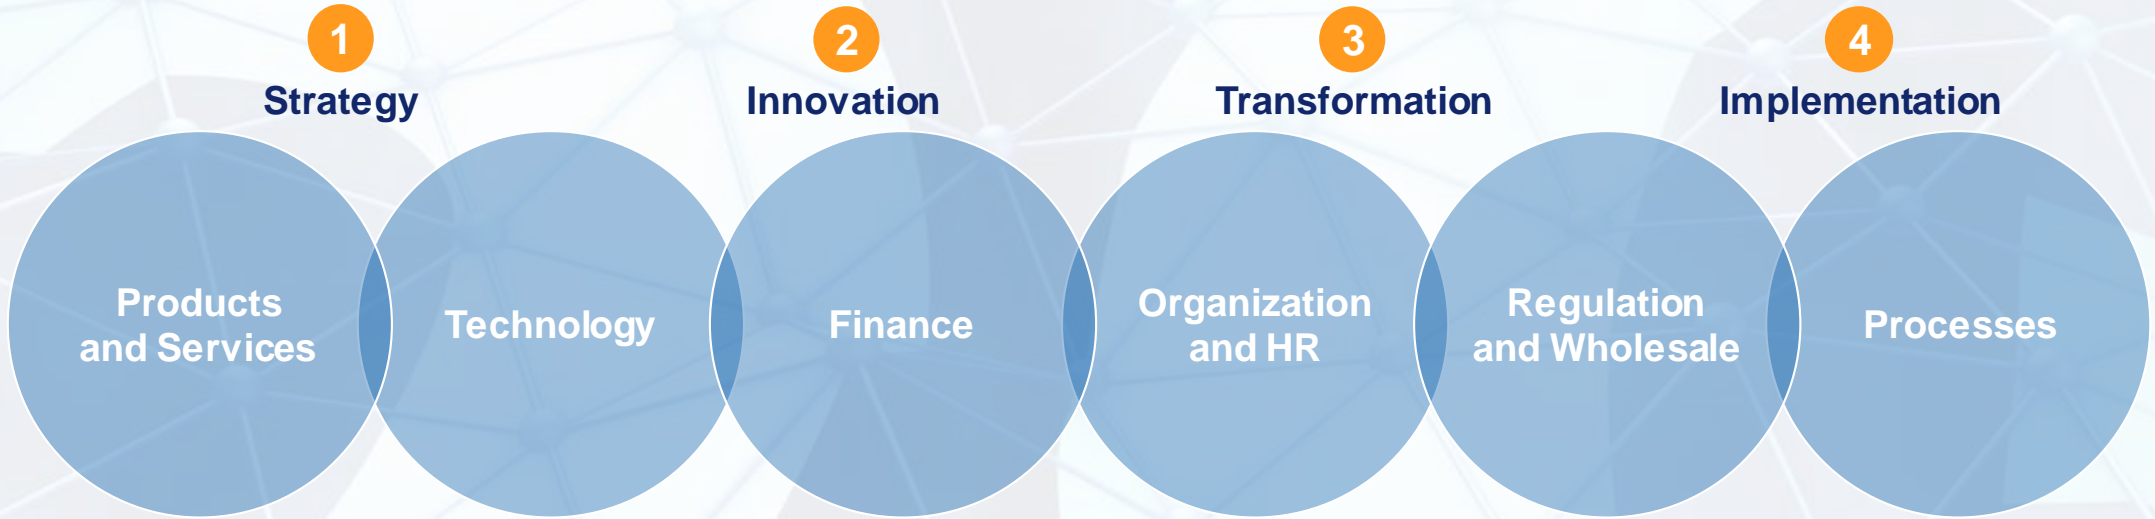 1
Strategy
2
Innovation
3
Transformation
4
Implementation
Products
and Services
Technology
Finance
Organization
and HR
Regulation
and Wholesale
Processes